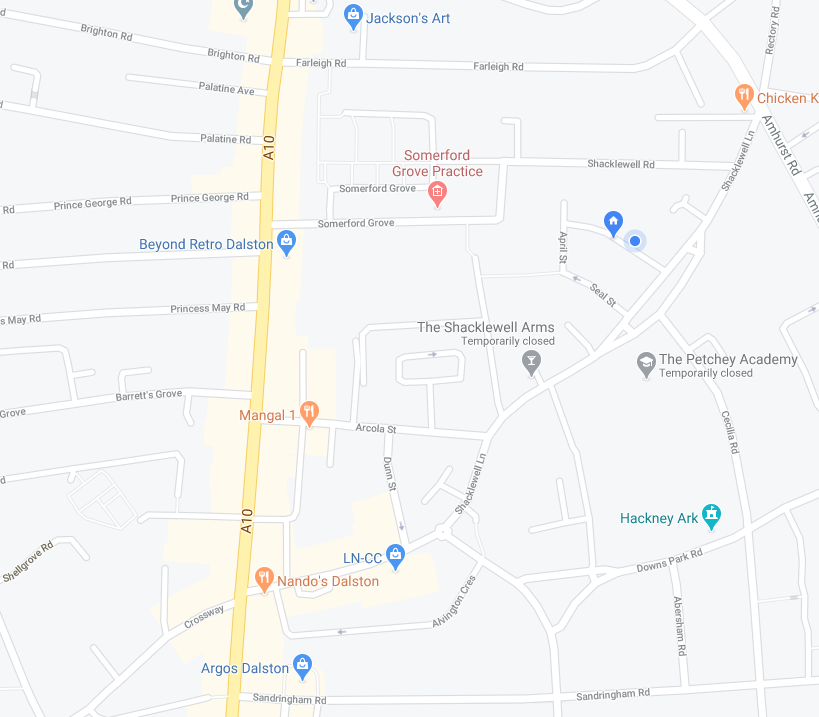 Jackson's Art
Rectory Rd
Brighton Rd
Brighton Rd
Farleigh Rd
Farleigh Rd
Palatine Ave
Chicken K
A10
Palatine Rd
Amhurst Rd
Shacklewell Ln
Somerford
Grove Practice
Shacklewell Rd
Somerford Grove
Prince George Rd
Prince George Rd
Somerford Grove
Beyond Retro Dalston
April St
Rd
Seal St
Princess May Rd
s May Rd
The Shacklewell Arms
Temporarily closed
The Petchey Academy
Temporarily closed
Barrett's Grove
Grove
Mangal 1
Arcola St
Cecilia Rd
Dunn St
Shacklewell Ln
A10
Hackney Ark
Shellgrove Rd
LN-CC
Downs Park Rd
Nando's Dalston
Alvington Cres
Crossway
Abersham Rd
Argos Dalston
Sandringham Rd
Sandringham Rd